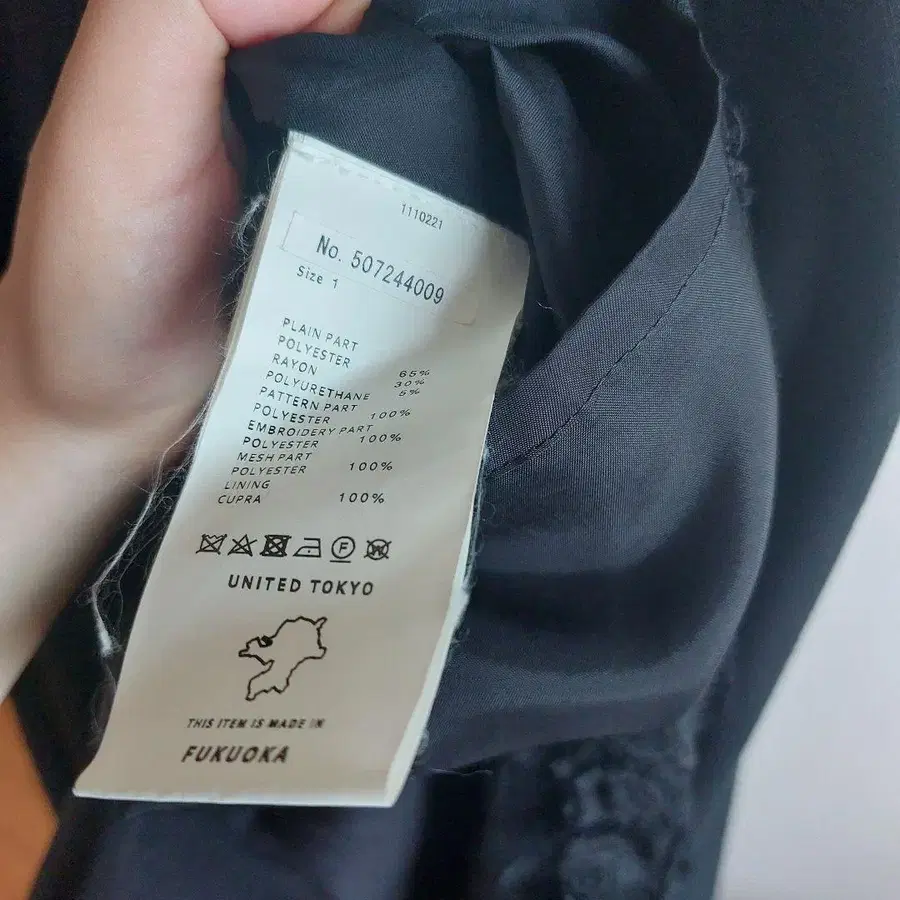 1110221
No. 507244009
Size 1
PLAIN PART
POLYESTER 65%
RAYON 30%
POLYURETHANE 5%
PATTERN PART
POLYESTER 100%
EMBROIDERY PART
POLYESTER 100%
MESH PART
POLYESTER 100%
LINING
CUPRA 100%
F W
UNITED TOKYO
THIS ITEM IS MADE IN
FUKUOKA